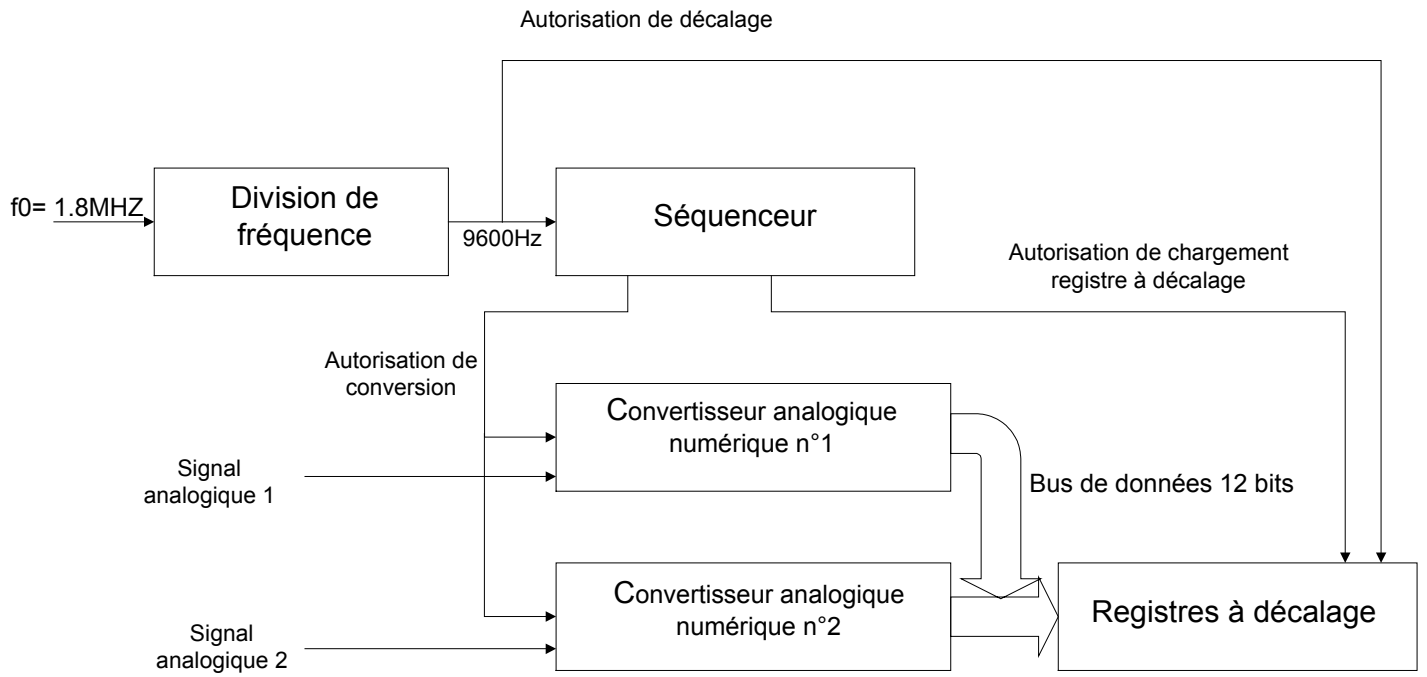 Autorisation de décalage
f0= 1.8MHZ
Division de
fréquence
9600Hz
Séquenceur
Autorisation de chargement
registre à décalage
Autorisation de
conversion
Convertisseur analogique
numérique n°1
Signal
analogique 1
Bus de données 12 bits
Convertisseur analogique
numérique n°2
Signal
analogique 2
Registres à décalage